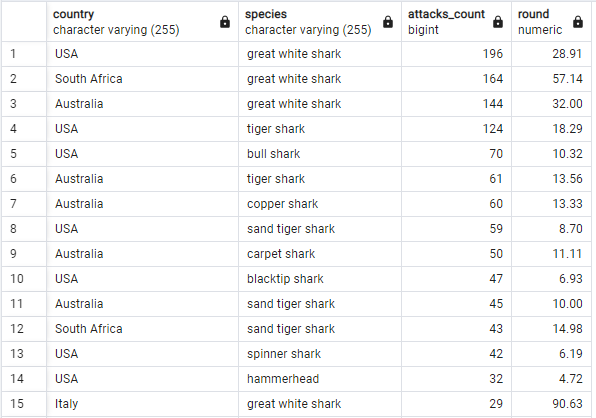 country species attacks_count round
character varying (255) character varying (255) bigint numeric
1 USA great white shark 196 28.91
2 South Africa great white shark 164 57.14
3 Australia great white shark 144 32.00
4 USA tiger shark 124 18.29
5 USA bull shark 70 10.32
6 Australia tiger shark 61 13.56
7 Australia copper shark 60 13.33
8 USA sand tiger shark 59 8.70
9 Australia carpet shark 50 11.11
10 USA blacktip shark 47 6.93
11 Australia sand tiger shark 45 10.00
12 South Africa sand tiger shark 43 14.98
13 USA spinner shark 42 6.19
14 USA hammerhead 32 4.72
15 Italy great white shark 29 90.63